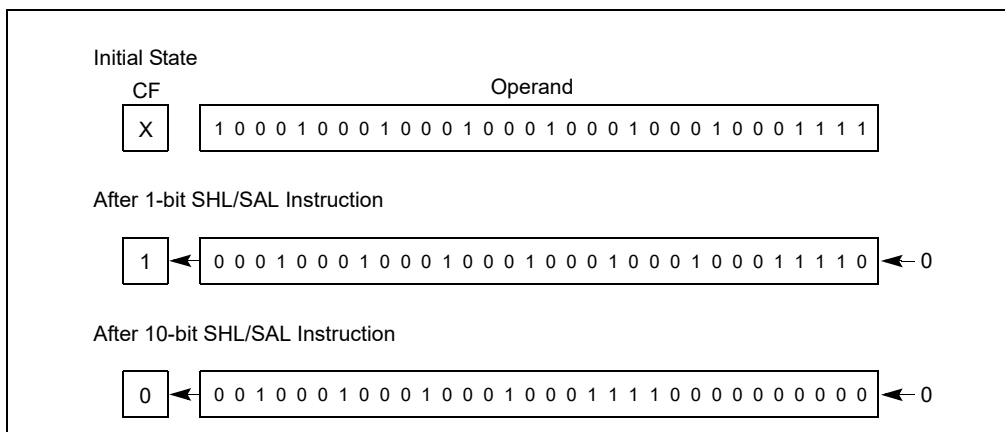 Initial State
CF Operand
X 1 0 0 0 1 0 0 0 1 0 0 0 1 0 0 0 1 0 0 0 1 0 0 0 1 0 0 0 1 1 1 1
After 1-bit SHL/SAL Instruction
1 0 0 0 1 0 0 0 1 0 0 0 1 0 0 0 1 0 0 0 1 0 0 0 1 0 0 0 1 1 1 1 0 0
After 10-bit SHL/SAL Instruction
0 0 0 1 0 0 0 1 0 0 0 1 0 0 0 1 0 0 0 1 1 1 1 0 0 0 0 0 0 0 0 0 0 0